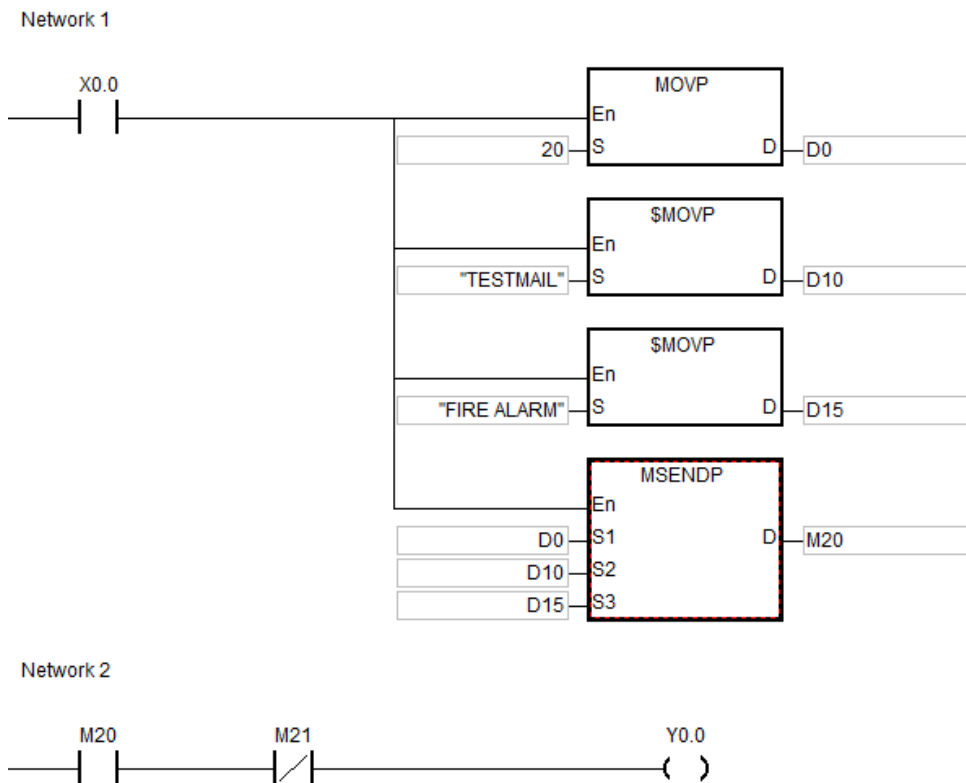 Network 1
X0.0
MOVP
En
20 S D D0
$MOVP
En
"TESTMAIL" S D D10
$MOVP
En
"FIRE ALARM" S D D15
MSENDP
En
D0 S1 D M20
D10 S2
D15 S3
Network 2
M20 M21 Y0.0